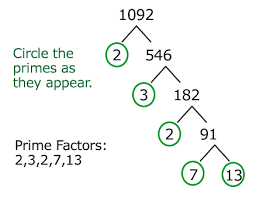 1092
Circle the
primes as
they appear.
2 546
3 182
2 91
Prime Factors:
2,3,2,7,13
7 13